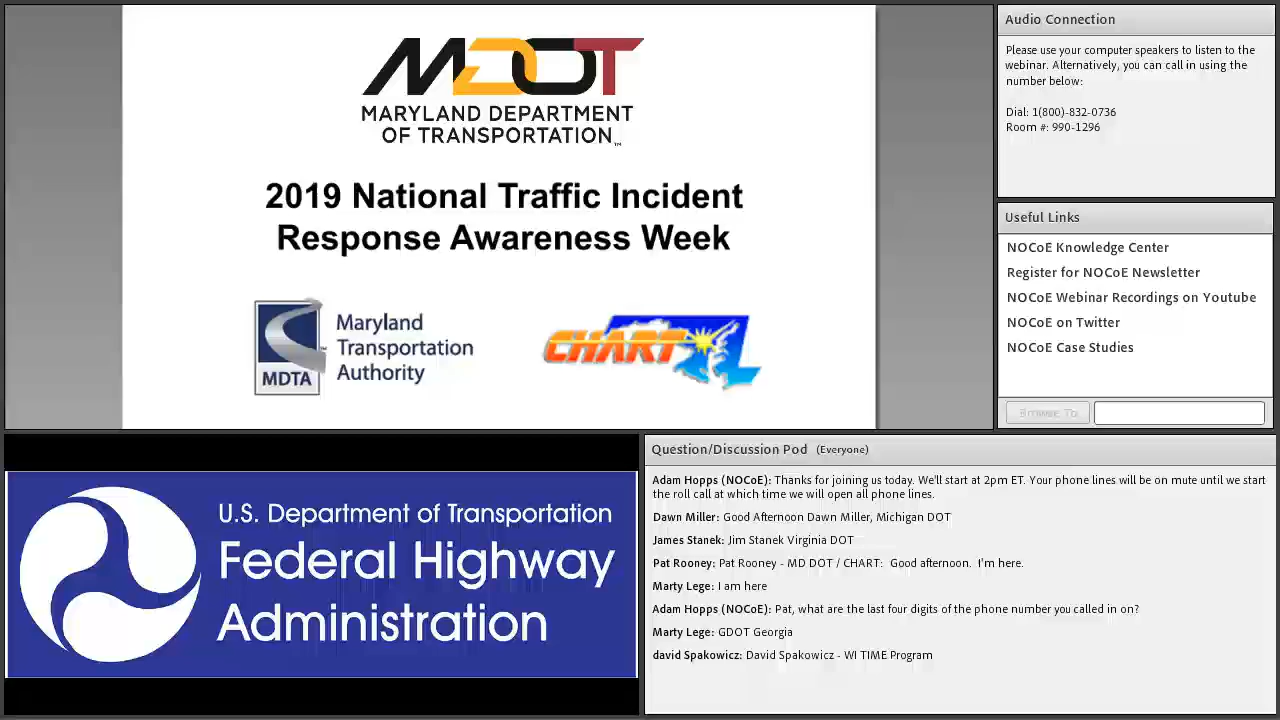 MDOT
MARYLAND DEPARTMENT
OF TRANSPORTATION™
2019 National Traffic Incident
Response Awareness Week
MDTA
Maryland
Transportation
Authority
CHART
Audio Connection
Please use your computer speakers to listen to the
webinar. Alternatively, you can call in using the
number below:
Dial: 1(800)-832-0736
Room #: 990-1296
Useful Links
NOCoE Knowledge Center
Register for NOCoE Newsletter
NOCoE Webinar Recordings on Youtube
NOCoE on Twitter
NOCoE Case Studies
Browse To
U.S. Department of Transportation
Federal Highway
Administration
Question/Discussion Pod (Everyone)
Adam Hopps (NOCoE): Thanks for joining us today. We'll start at 2pm ET. Your phone lines will be on mute until we start
the roll call at which time we will open all phone lines.
Dawn Miller: Good Afternoon Dawn Miller, Michigan DOT
James Stanek: Jim Stanek Virginia DOT
Pat Rooney: Pat Rooney - MD DOT / CHART: Good afternoon. I'm here.
Marty Lege: I am here
Adam Hopps (NOCoE): Pat, what are the last four digits of the phone number you called in on?
Marty Lege: GDOT Georgia
david Spakowicz: David Spakowicz - WI TIME Program